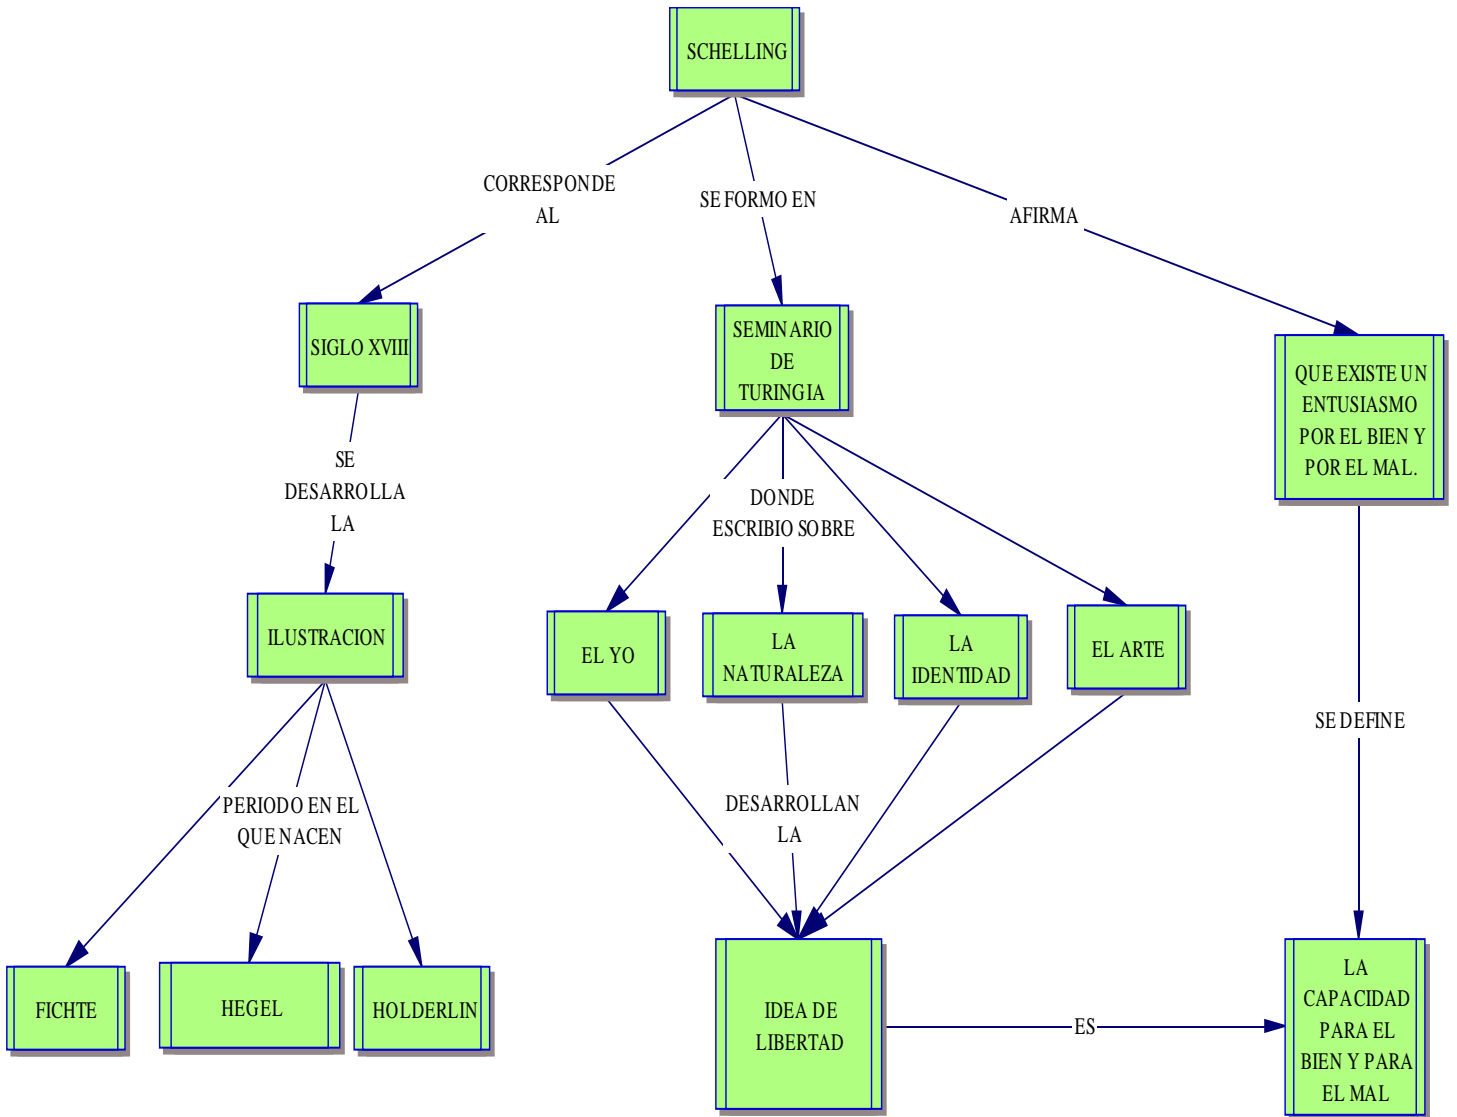 SCHELLING
CORRESPONDE
AL
SE FORMO EN
AFIRMA
SIGLO XVIII
SEMINARIO
DE
TURINGIA
QUE EXISTE UN
ENTUSIASMO
POR EL BIEN Y
POR EL MAL.
SE
DESARROLLA
LA
DONDE
ESCRIBIO SOBRE
ILUSTRACION
EL YO
LA
NATURALEZA
LA
IDENTIDAD
EL ARTE
SE DEFINE
PERIODO EN EL
QUE NACEN
DESARROLLAN
LA
FICHTE
HEGEL
HOLDERLIN
IDEA DE
LIBERTAD
ES
LA
CAPACIDAD
PARA EL
BIEN Y PARA
EL MAL